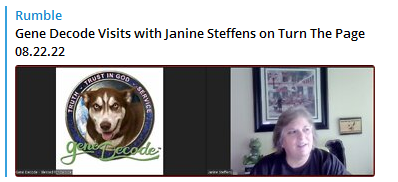 Rumble
Gene Decode Visits with Janine Steffens on Turn The Page
08.22.22
TRUTH - TRUST IN GOD - SERVICE
gene Decode
Janine Steffens